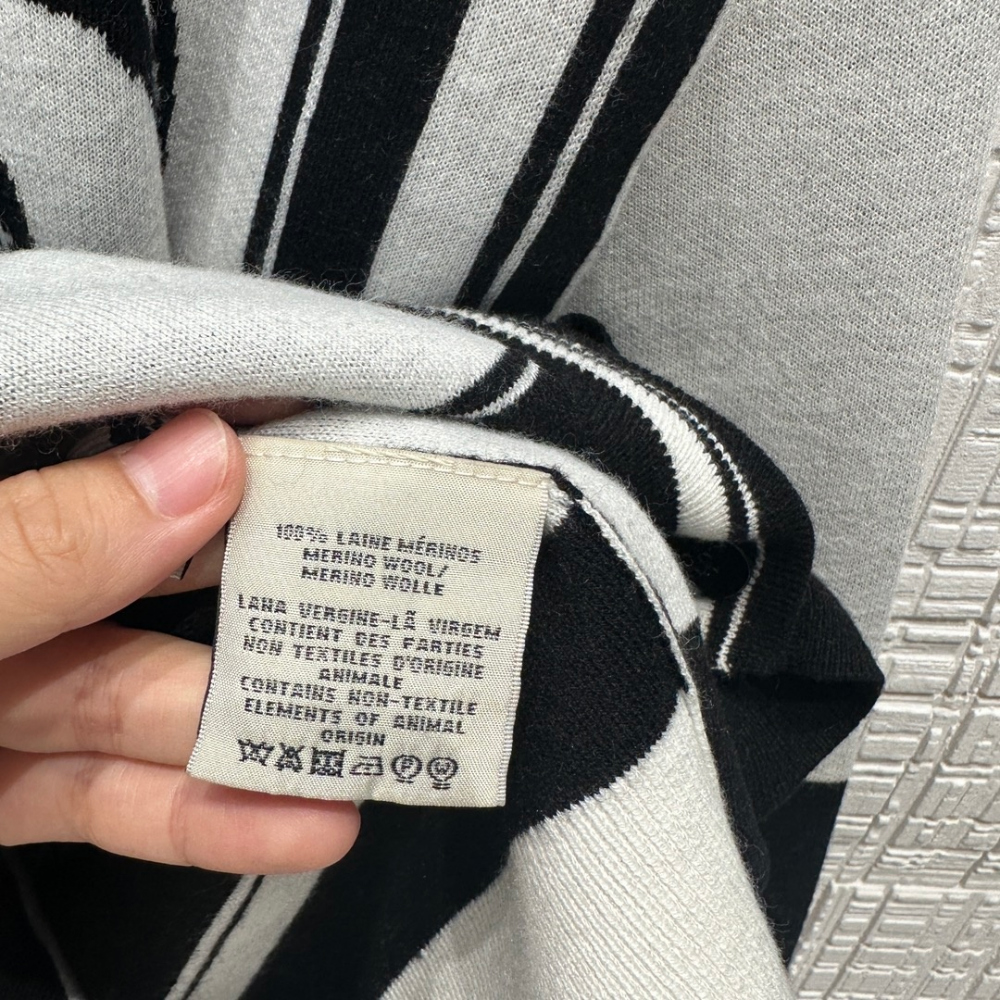 100% LAINE MÉRINOS
MERINO WOOL/
MERINO WOLLE
LANA VERGINE-LÃ VIRGEM
CONTIENT DES PARTIES
NON TEXTILES D'ORIGINE
ANIMALE
CONTAINS NON-TEXTILE
ELEMENTS OF ANIMAL
ORIGIN
P W